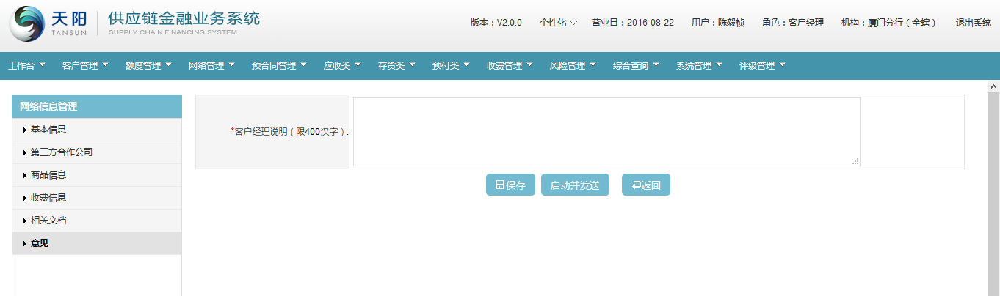 天阳
TANSUN
供应链金融业务系统
SUPPLY CHAIN FINANCING SYSTEM
版本：V2.0.0 个性化 营业日：2016-08-22 用户：陈毅桢 角色：客户经理 机构：厦门分行（全辖） 退出系统
工作台 客户管理 额度管理 网络管理 预合同管理 应收类 存货类 预付类 收费管理 风险管理 综合查询 系统管理 评级管理
网络信息管理
基本信息
第三方合作公司
商品信息
收费信息
相关文档
意见
*客户经理说明（限400汉字）:
保存 启动并发送 返回